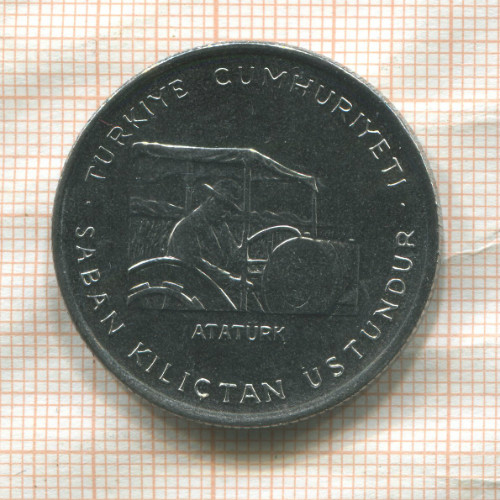 · TÜRKİYE CUMHURİYETİ ·
SABAN KILIÇTAN ÜSTÜNDÜR
ATATÜRK